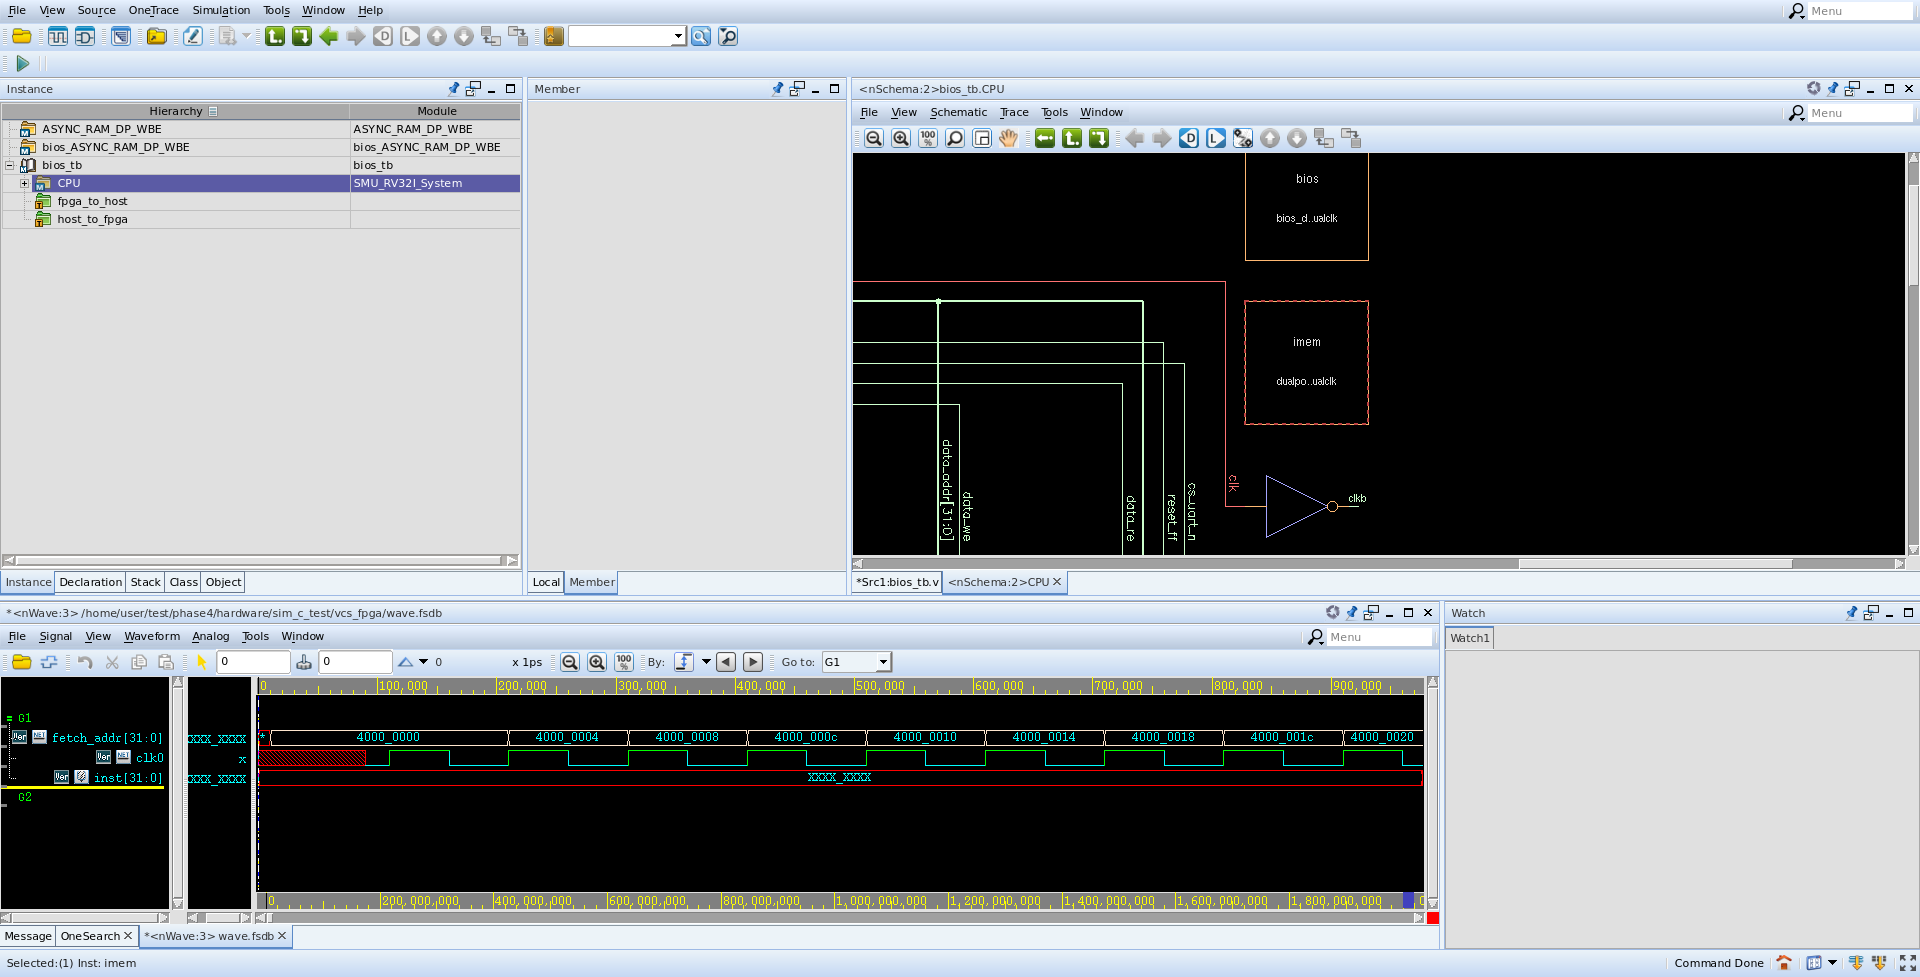 File View Source OneTrace Simulation Tools Window Help
Menu
Instance
Hierarchy Module
ASYNC_RAM_DP_WBE ASYNC_RAM_DP_WBE
bios_ASYNC_RAM_DP_WBE bios_ASYNC_RAM_DP_WBE
bios_tb bios_tb
CPU SMU_RV32I_System
fpga_to_host
host_to_fpga
Instance Declaration Stack Class Object
Member
Local Member
<nSchema:2>bios_tb.CPU
File View Schematic Trace Tools Window
Menu
100%
bios
bios_d..ualclk
imem
dualpo..ualclk
data_addr[31:0]
data_we
data_re
reset_ff
cs_uart_n
clk
clkb
*Src1:bios_tb.v <nSchema:2>CPU
*<nWave:3> /home/user/test/phase4/hardware/sim_c_test/vcs_fpga/wave.fsdb
File Signal View Waveform Analog Tools Window
Menu
0 0 0 x 1ps 100% By: Go to: G1
0 100,000 200,000 300,000 400,000 500,000 600,000 700,000 800,000 900,000
G1
fetch_addr[31:0] XXX_XXXX * 4000_0000 4000_0004 4000_0008 4000_000c 4000_0010 4000_0014 4000_0018 4000_001c 4000_0020
clk0 x
inst[31:0] XXX_XXXX XXXX_XXXX
G2
0 200,000,000 400,000,000 600,000,000 800,000,000 1,000,000,000 1,200,000,000 1,400,000,000 1,600,000,000 1,800,000,000
Message OneSearch *<nWave:3> wave.fsdb
Watch
Watch1
Selected:(1) Inst: imem
Command Done